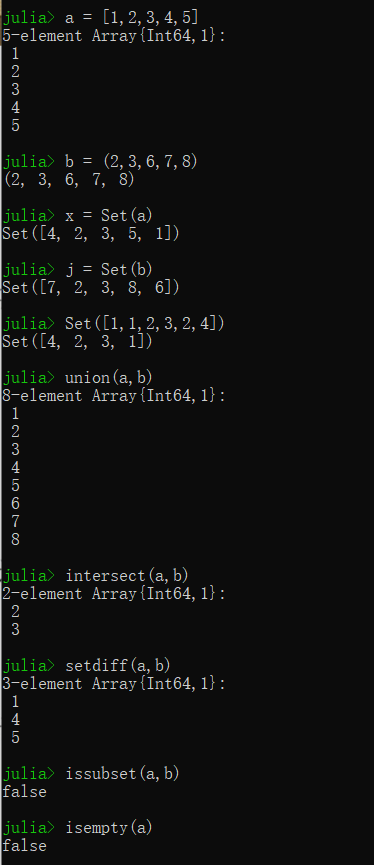 julia> a = [1,2,3,4,5]
5-element Array{Int64,1}:
 1
 2
 3
 4
 5
julia> b = (2,3,6,7,8)
(2, 3, 6, 7, 8)
julia> x = Set(a)
Set([4, 2, 3, 5, 1])
julia> j = Set(b)
Set([7, 2, 3, 8, 6])
julia> Set([1,1,2,3,2,4])
Set([4, 2, 3, 1])
julia> union(a,b)
8-element Array{Int64,1}:
 1
 2
 3
 4
 5
 6
 7
 8
julia> intersect(a,b)
2-element Array{Int64,1}:
 2
 3
julia> setdiff(a,b)
3-element Array{Int64,1}:
 1
 4
 5
julia> issubset(a,b)
false
julia> isempty(a)
false